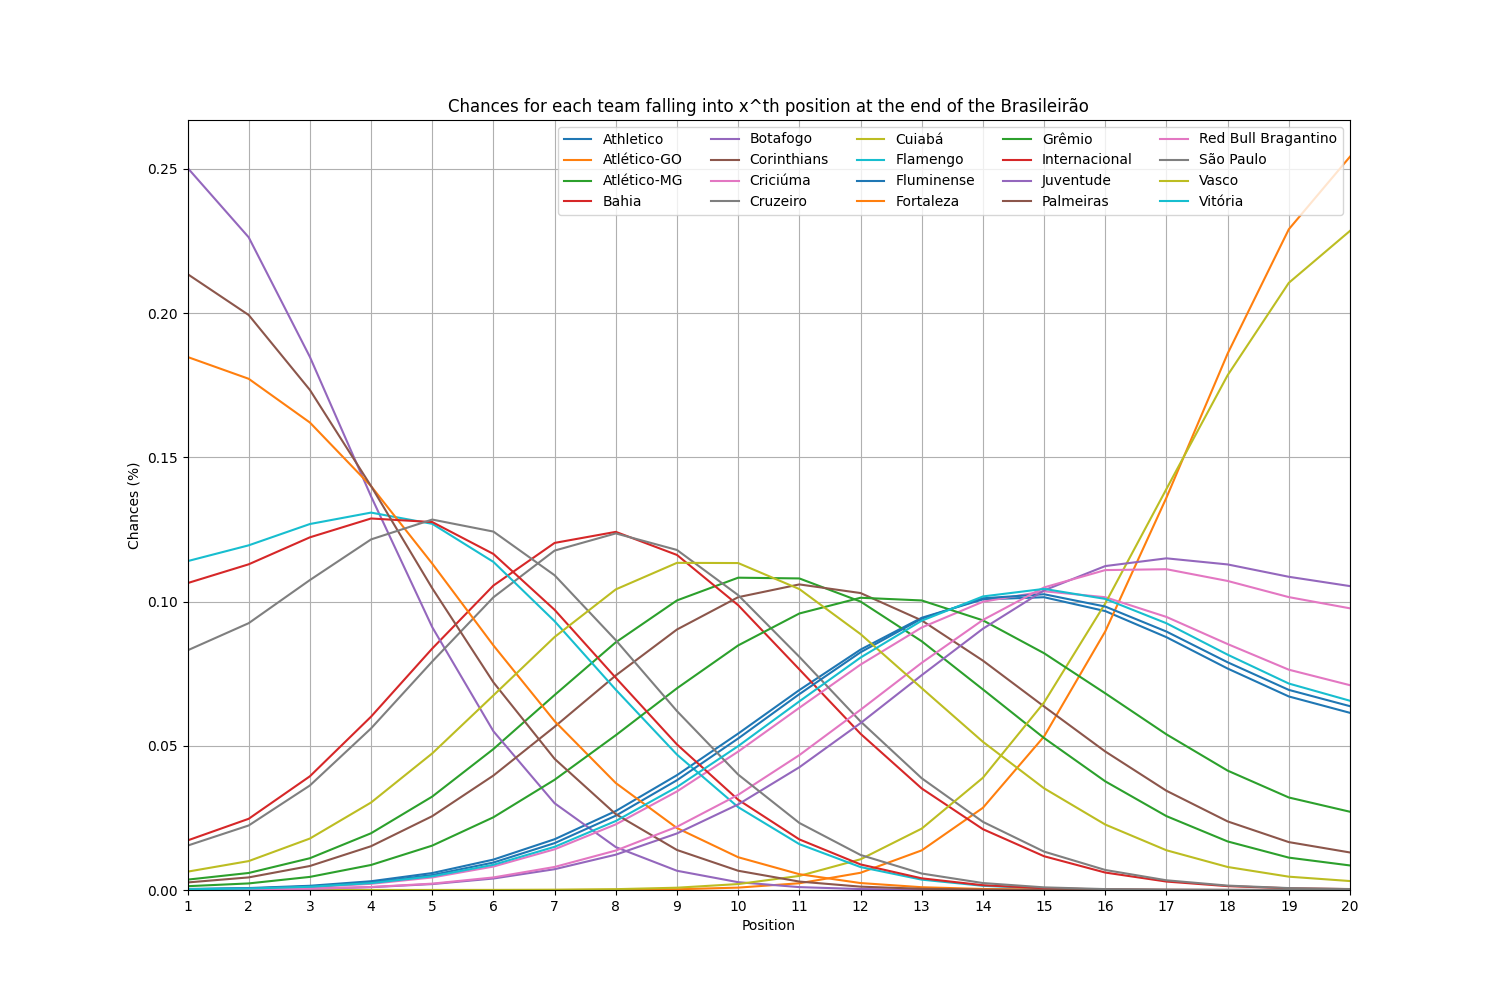 Chances for each team falling into x^th position at the end of the Brasileirão
Athletico Botafogo Cuiabá Grêmio Red Bull Bragantino
Atlético-GO Corinthians Flamengo Internacional São Paulo
Atlético-MG Criciúma Fluminense Juventude Vasco
Bahia Cruzeiro Fortaleza Palmeiras Vitória
0.25
0.20
0.15
0.10
0.05
0.00
Chances (%)
1 2 3 4 5 6 7 8 9 10 11 12 13 14 15 16 17 18 19 20
Position